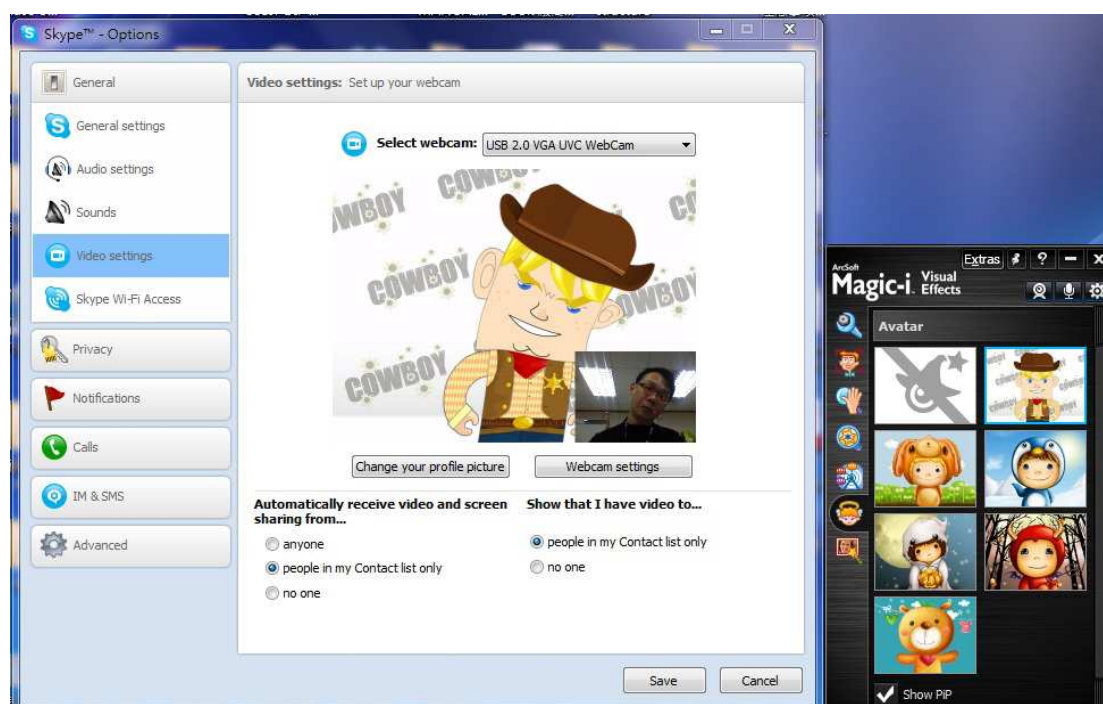 Skype™ - Options
General
General settings
Audio settings
Sounds
Video settings
Skype Wi-Fi Access
Privacy
Notifications
Calls
IM & SMS
Advanced
Video settings: Set up your webcam
Select webcam: USB 2.0 VGA UVC WebCam
COWBOY
COWBOY
COWBOY
Change your profile picture
Webcam settings
Automatically receive video and screen
sharing from...
anyone
people in my Contact list only
no one
Show that I have video to...
people in my Contact list only
no one
Save
Cancel
Extras
ArcSoft
Magic-i. Visual
Effects
Avatar
Show PiP